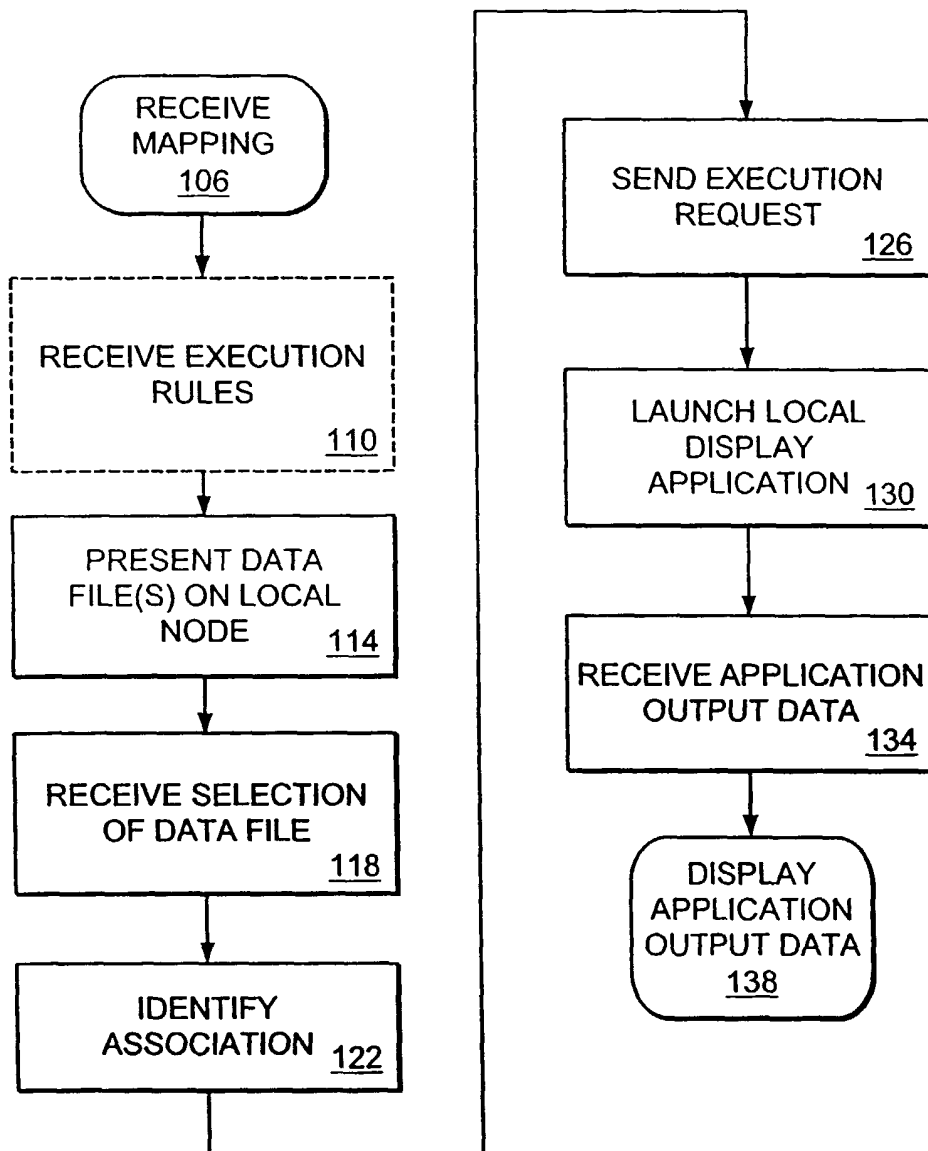 RECEIVE
MAPPING
106
RECEIVE EXECUTION
RULES
110
PRESENT DATA
FILE(S) ON LOCAL
NODE
114
RECEIVE SELECTION
OF DATA FILE
118
IDENTIFY
ASSOCIATION
122
SEND EXECUTION
REQUEST
126
LAUNCH LOCAL
DISPLAY
APPLICATION
130
RECEIVE APPLICATION
OUTPUT DATA
134
DISPLAY
APPLICATION
OUTPUT DATA
138